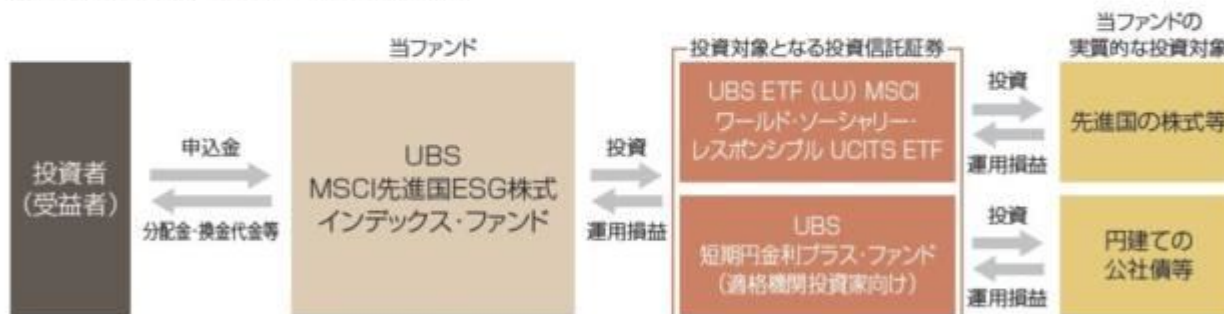 投資者
(受益者)
申込金
分配金・換金代金等
当ファンド
UBS
MSCI先進国ESG株式
インデックス・ファンド
投資
運用損益
投資対象となる投資信託証券
UBS ETF (LU) MSCI
ワールド・ソーシャリー・
レスポンシブル UCITS ETF
UBS
短期円金利プラス・ファンド
(適格機関投資家向け)
投資
運用損益
投資
運用損益
当ファンドの
実質的な投資対象
先進国の株式等
円建ての
公社債等